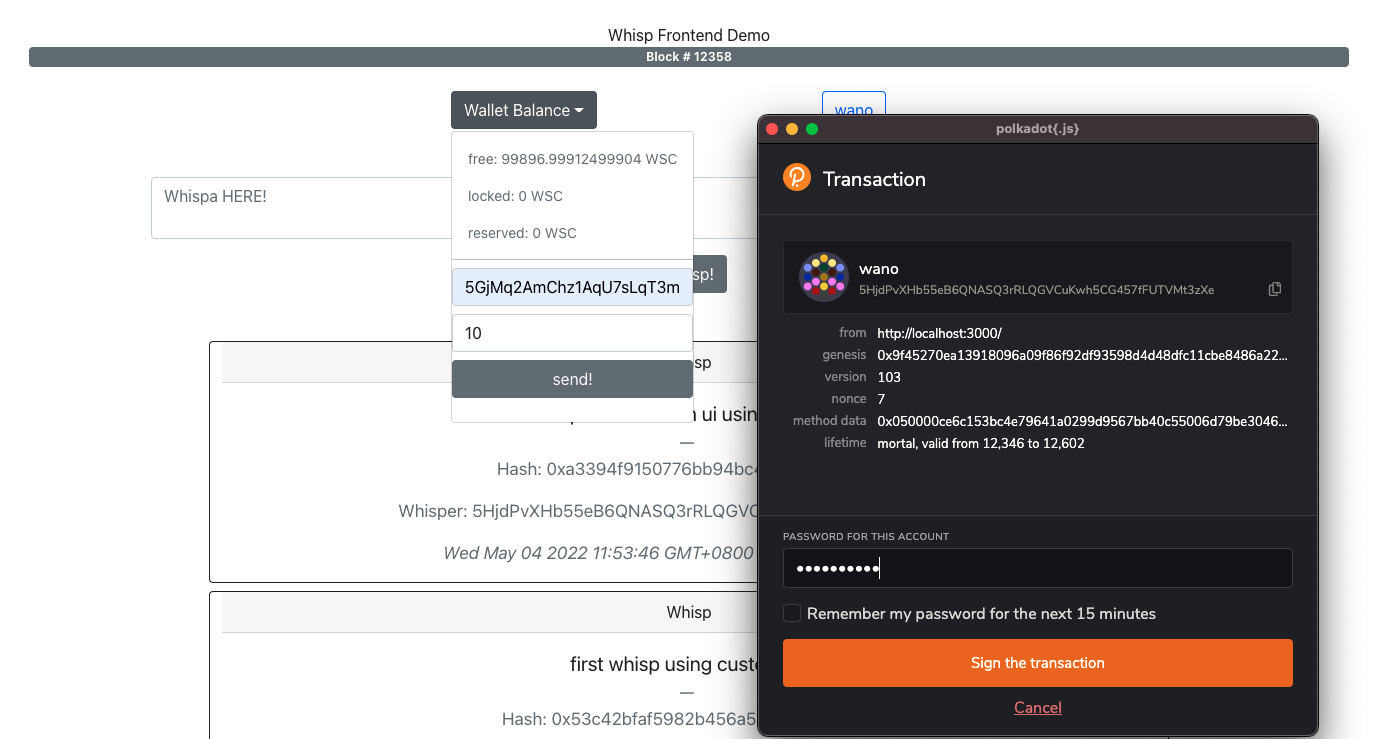 Whisp Frontend Demo
Block # 12358
Wallet Balance
wano
free: 99896.99912499904 WSC
locked: 0 WSC
reserved: 0 WSC
Whispa HERE!
5GjMq2AmChz1AqU7sLqT3m
10
send!
sp!
sp
ui usin
—
Hash: 0xa3394f9150776bb94bc4
Whisper: 5HjdPvXHb55eB6QNASQ3rRLQGVC
Wed May 04 2022 11:53:46 GMT+0800
Whisp
first whisp using custo
—
Hash: 0x53c42bfaf5982b456a5
polkadot{.js}
Transaction
wano
5HjdPvXHb55eB6QNASQ3rRLQGVCuKwh5CG457fFUTVMt3zXe
from http://localhost:3000/
genesis 0x9f45270ea13918096a09f86f92df93598d4d48dfc11cbe8486a22...
version 103
nonce 7
method data 0x050000ce6c153bc4e79641a0299d9567bb40c55006d79be3046...
lifetime mortal, valid from 12,346 to 12,602
PASSWORD FOR THIS ACCOUNT
••••••••••
Remember my password for the next 15 minutes
Sign the transaction
Cancel